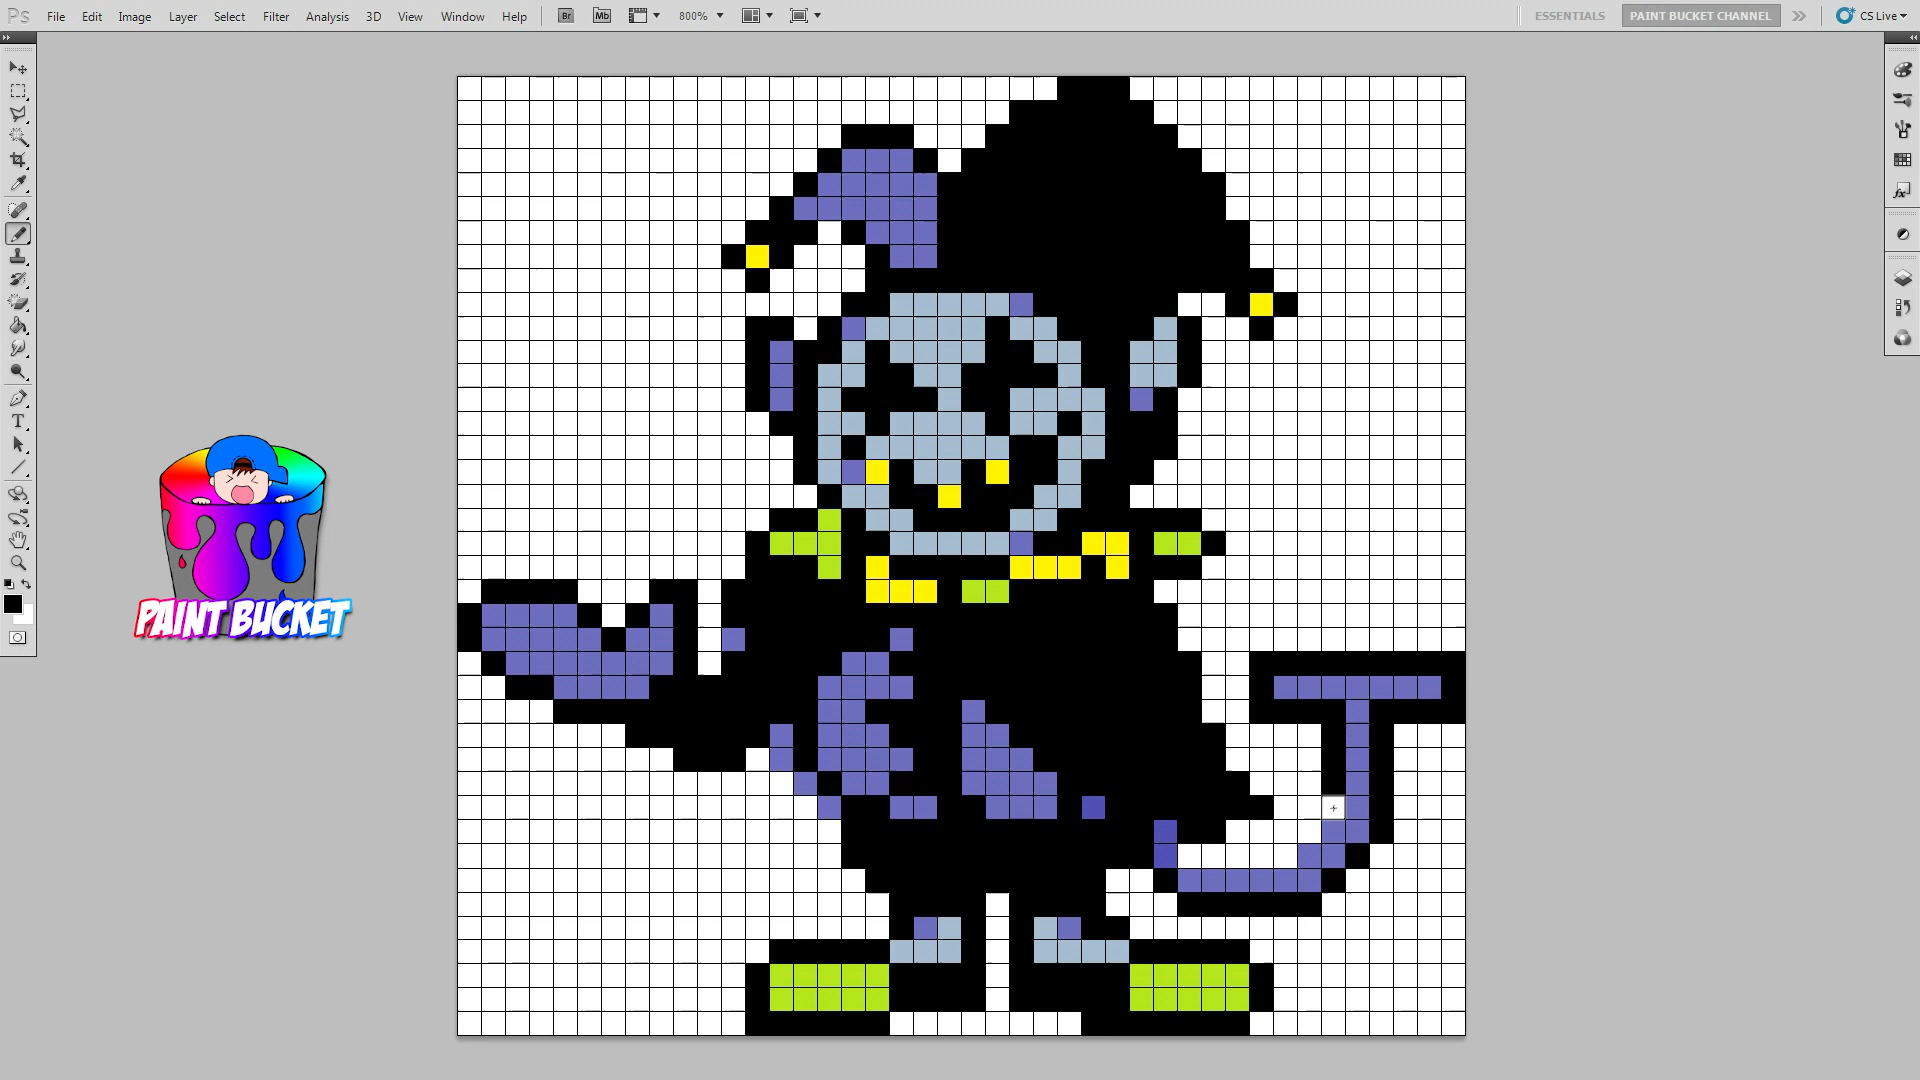 Ps File Edit Image Layer Select Filter Analysis 3D View Window Help Br Mb 800% ESSENTIALS PAINT BUCKET CHANNEL CS Live
T
fx
PAINT BUCKET